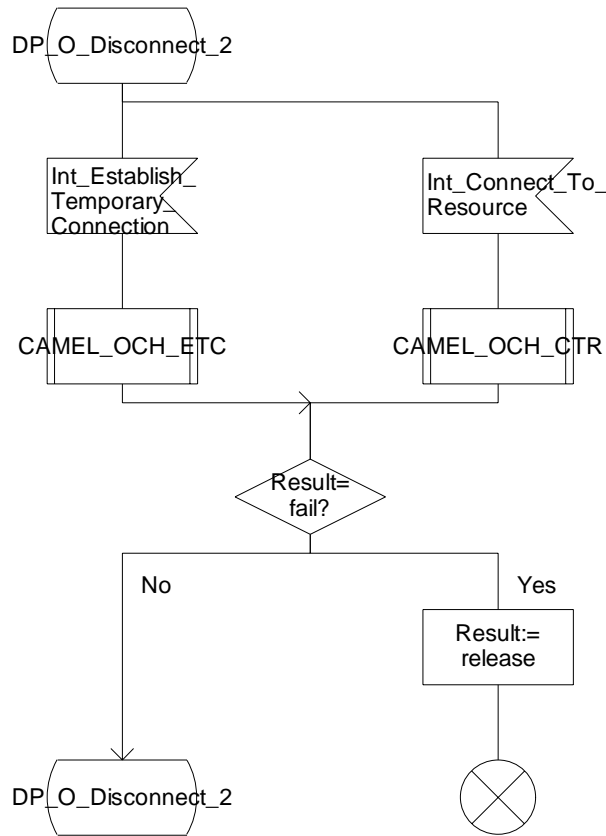 DP_O_Disconnect_2
Int_Establish_
Temporary_
Connection
Int_Connect_To_
Resource
CAMEL_OCH_ETC
CAMEL_OCH_CTR
Result=
fail?
No
Yes
Result:=
release
DP_O_Disconnect_2